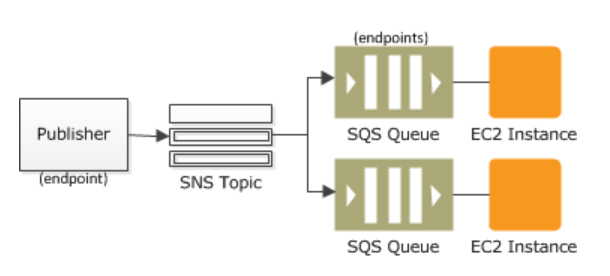 (endpoints)
Publisher
(endpoint)
SNS Topic
SQS Queue
EC2 Instance
SQS Queue
EC2 Instance